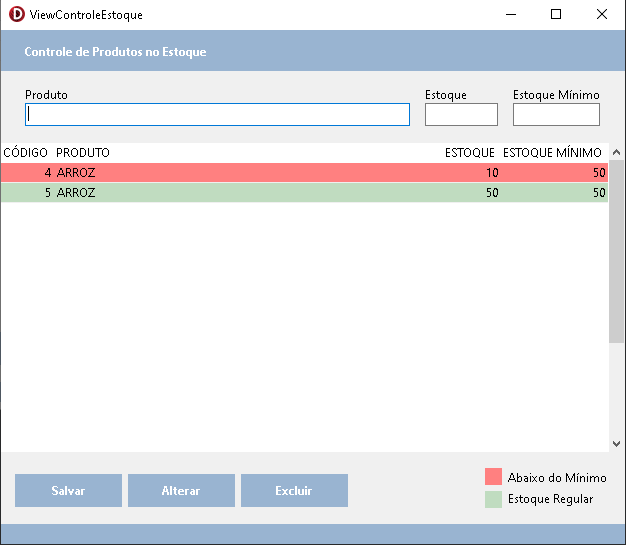 ViewControleEstoque
Controle de Produtos no Estoque
Produto Estoque Estoque Mínimo
CÓDIGO PRODUTO ESTOQUE ESTOQUE MÍNIMO
4 ARROZ 10 50
5 ARROZ 50 50
Salvar Alterar Excluir
Abaixo do Mínimo
Estoque Regular